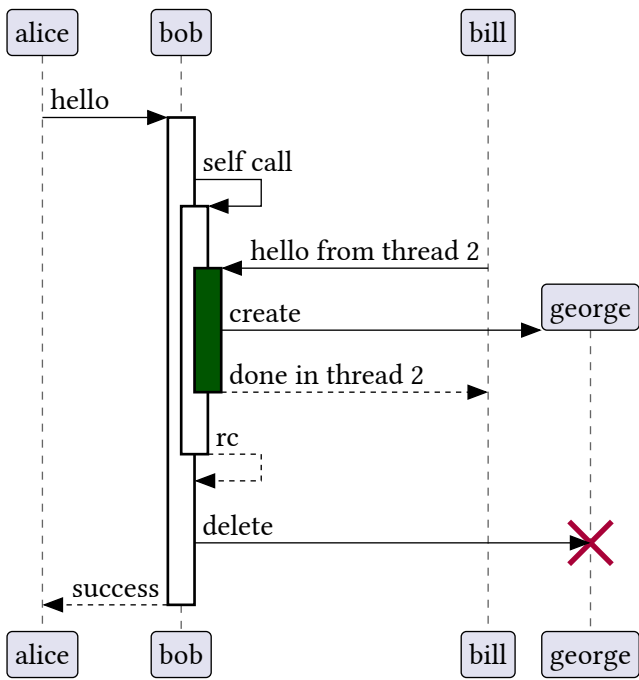 alice
bob
bill
hello
self call
hello from thread 2
create
george
done in thread 2
rc
delete
success
alice
bob
bill
george